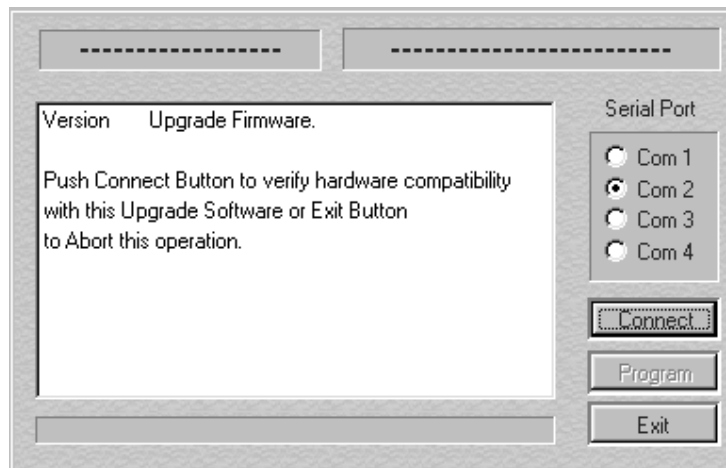 ------------------ ------------------------
Version Upgrade Firmware.
Push Connect Button to verify hardware compatibility
with this Upgrade Software or Exit Button
to Abort this operation.
Serial Port
Com 1
Com 2
Com 3
Com 4
Connect
Program
Exit